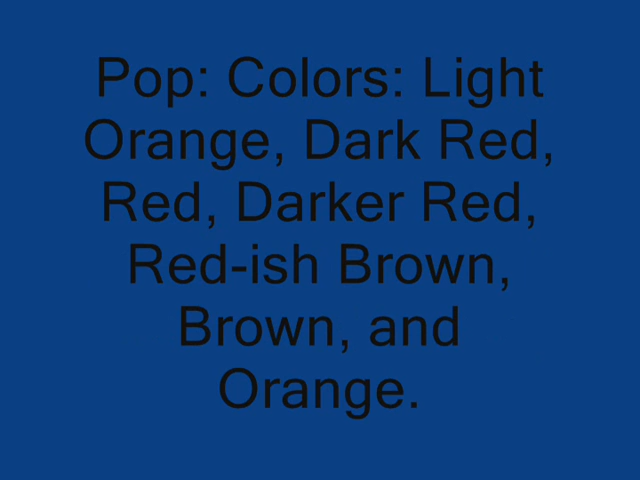 Pop: Colors: Light
Orange, Dark Red,
Red, Darker Red,
Red-ish Brown,
Brown, and
Orange.